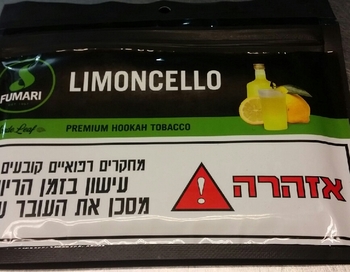 FUMARI
LIMONCELLO
PREMIUM HOOKAH TOBACCO
אזהרה
מחקרים רפואיים קובעים
עישון בזמן הריון
מסכן את העובר